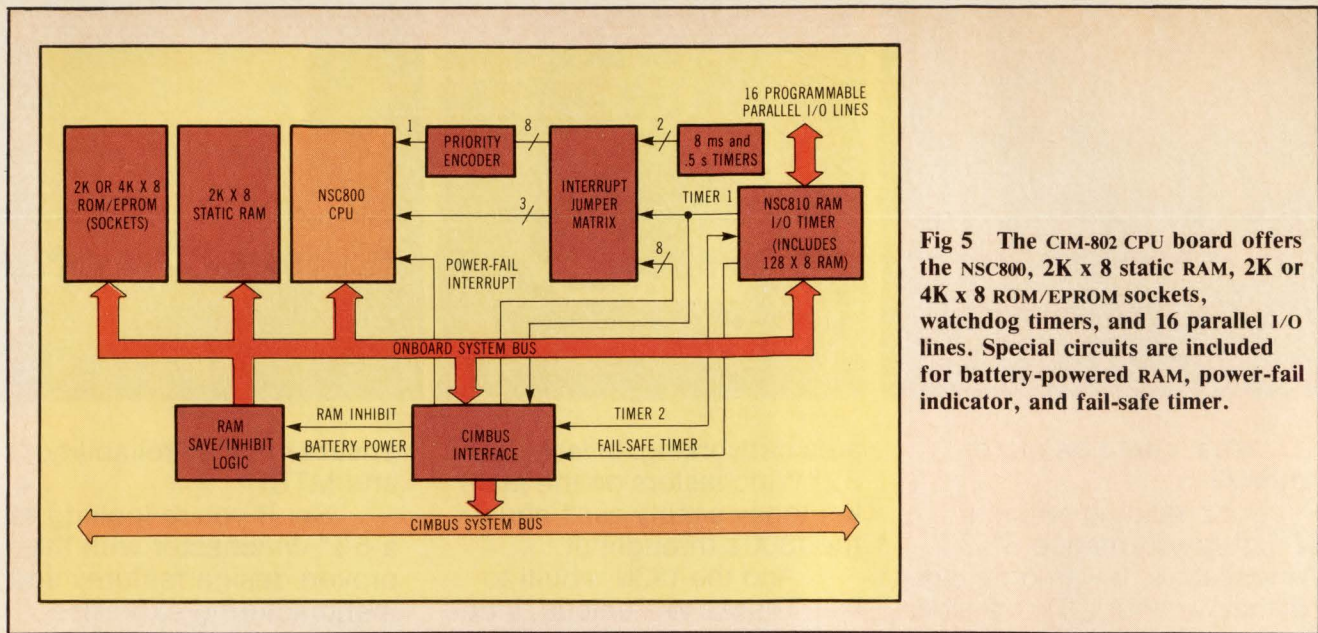 16 PROGRAMMABLE
PARALLEL I/O LINES
2K OR 4K X 8
ROM/EPROM
(SOCKETS)
2K X 8
STATIC RAM
NSC800
CPU
1
PRIORITY
ENCODER
8
INTERRUPT
JUMPER
MATRIX
2
8 ms and
.5 s TIMERS
3
TIMER 1
NSC810 RAM
I/O TIMER
(INCLUDES
128 X 8 RAM)
POWER-FAIL
INTERRUPT
8
ONBOARD SYSTEM BUS
RAM
SAVE/INHIBIT
LOGIC
RAM INHIBIT
BATTERY POWER
CIMBUS
INTERFACE
TIMER 2
FAIL-SAFE TIMER
CIMBUS SYSTEM BUS
Fig 5 The CIM-802 CPU board offers
the NSC800, 2K x 8 static RAM, 2K or
4K x 8 ROM/EPROM sockets,
watchdog timers, and 16 parallel I/O
lines. Special circuits are included
for battery-powered RAM, power-fail
indicator, and fail-safe timer.